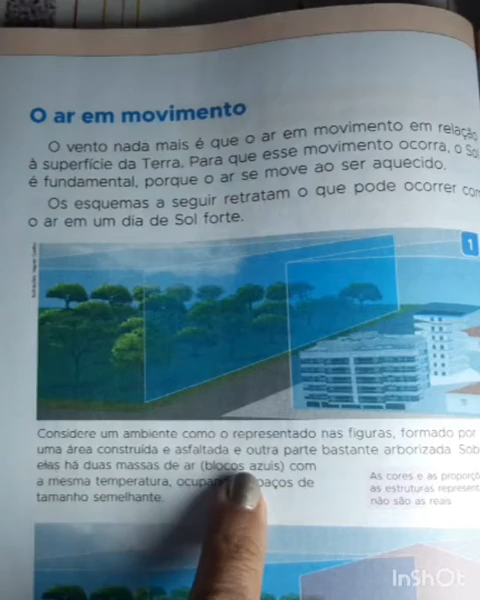 O ar em movimento
O vento nada mais é que o ar em movimento em relação
à superfície da Terra. Para que esse movimento ocorra, o Sol
é fundamental, porque o ar se move ao ser aquecido.
Os esquemas a seguir retratam o que pode ocorrer com
o ar em um dia de Sol forte.
1
Considere um ambiente como o representado nas figuras, formado por
uma área construída e asfaltada e outra parte bastante arborizada. Sob
elas há duas massas de ar (blocos azuis) com
a mesma temperatura, espaços de
tamanho semelhante.
As cores e as
as estruturas
não são as reais
InShOt